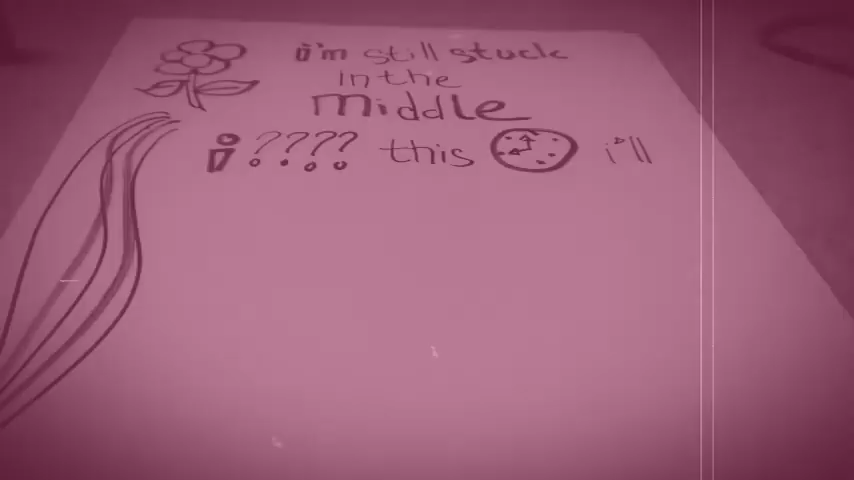 i'm still stuck
in the
middle
i ???? this i'll